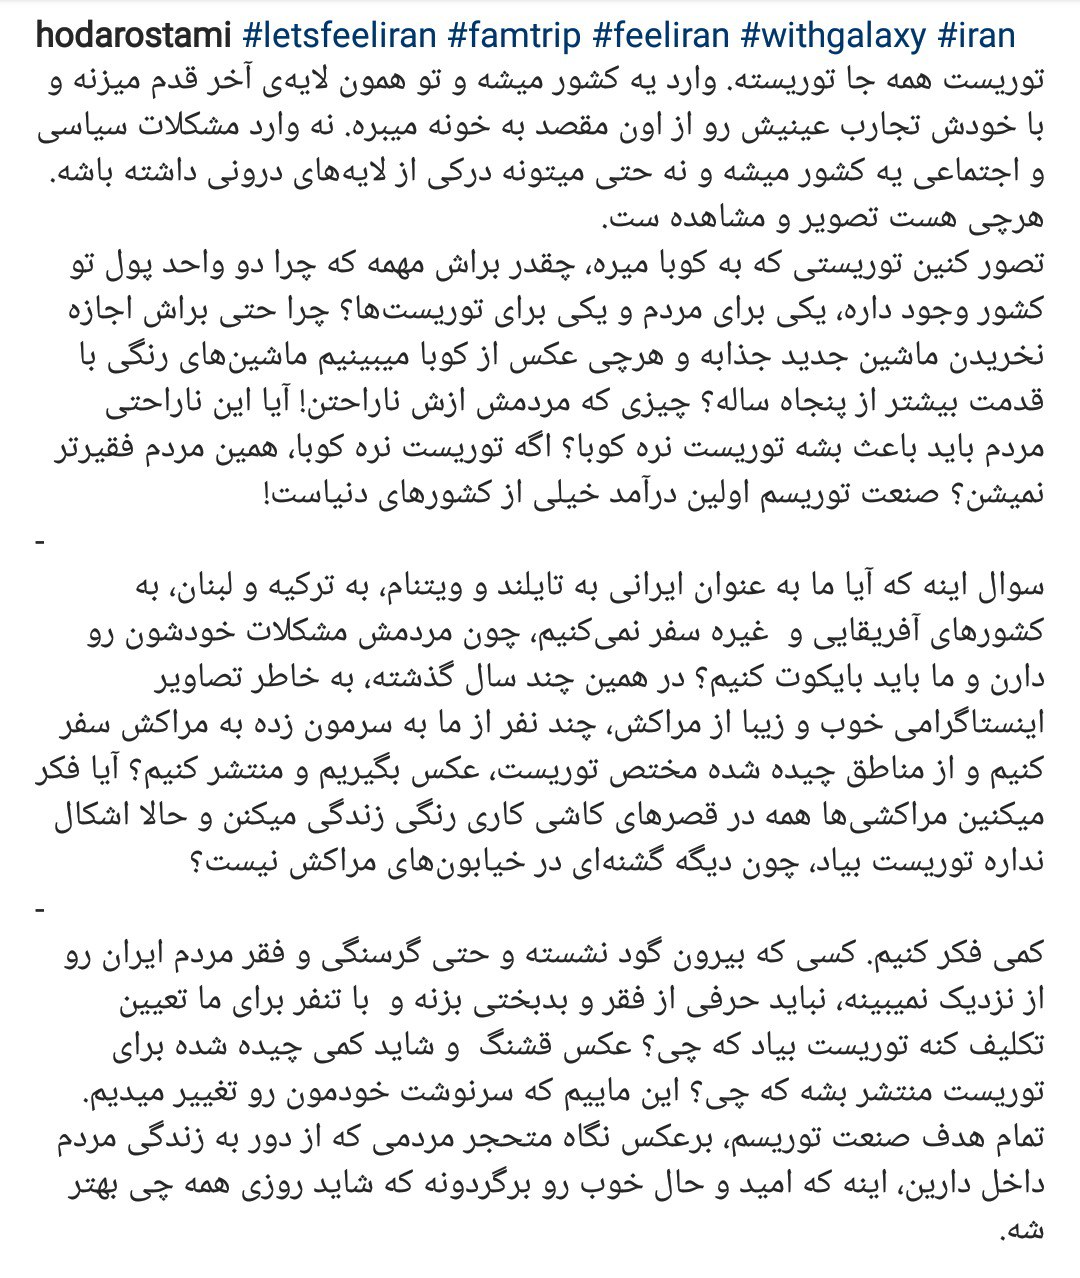 hodarostami #letsfeeliran #famtrip #feeliran #withgalaxy #iran
توریست همه جا توریسته. وارد یه کشور میشه و تو همون لایه‌ی آخر قدم میزنه و
با خودش تجارب عینیش رو از اون مقصد به خونه میبره. نه وارد مشکلات سیاسی
و اجتماعی یه کشور میشه و نه حتی میتونه درکی از لایه‌های درونی داشته باشه.
هرچی هست تصویر و مشاهده ست.
تصور کنین توریستی که به کوبا میره، چقدر براش مهمه که چرا دو واحد پول تو
کشور وجود داره، یکی برای مردم و یکی برای توریست‌ها؟ چرا حتی براش اجازه
نخریدن ماشین جدید جذابه و هرچی عکس از کوبا میبینیم ماشین‌های رنگی با
قدمت بیشتر از پنجاه ساله؟ چیزی که مردمش ازش ناراحتن! آیا این ناراحتی
مردم باید باعث بشه توریست نره کوبا؟ اگه توریست نره کوبا، همین مردم فقیرتر
نمیشن؟ صنعت توریسم اولین درآمد خیلی از کشورهای دنیاست!
-
سوال اینه که آیا ما به عنوان ایرانی به تایلند و ویتنام، به ترکیه و لبنان، به
کشورهای آفریقایی و  غیره سفر نمی‌کنیم، چون مردمش مشکلات خودشون رو
دارن و ما باید بایکوت کنیم؟ در همین چند سال گذشته، به خاطر تصاویر
اینستاگرامی خوب و زیبا از مراکش، چند نفر از ما به سرمون زده به مراکش سفر
کنیم و از مناطق چیده شده مختص توریست، عکس بگیریم و منتشر کنیم؟ آیا فکر
میکنین مراکشی‌ها همه در قصرهای کاشی کاری رنگی زندگی میکنن و حالا اشکال
نداره توریست بیاد، چون دیگه گشنه‌ای در خیابون‌های مراکش نیست؟
-
کمی فکر کنیم. کسی که بیرون گود نشسته و حتی گرسنگی و فقر مردم ایران رو
از نزدیک نمیبینه، نباید حرفی از فقر و بدبختی بزنه و  با تنفر برای ما تعیین
تکلیف کنه توریست بیاد که چی؟ عکس قشنگ  و شاید کمی چیده شده برای
توریست منتشر بشه که چی؟ این ماییم که سرنوشت خودمون رو تغییر میدیم.
تمام هدف صنعت توریسم، برعکس نگاه متحجر مردمی که از دور به زندگی مردم
داخل دارین، اینه که امید و حال خوب رو برگردونه که شاید روزی همه چی بهتر
شه.